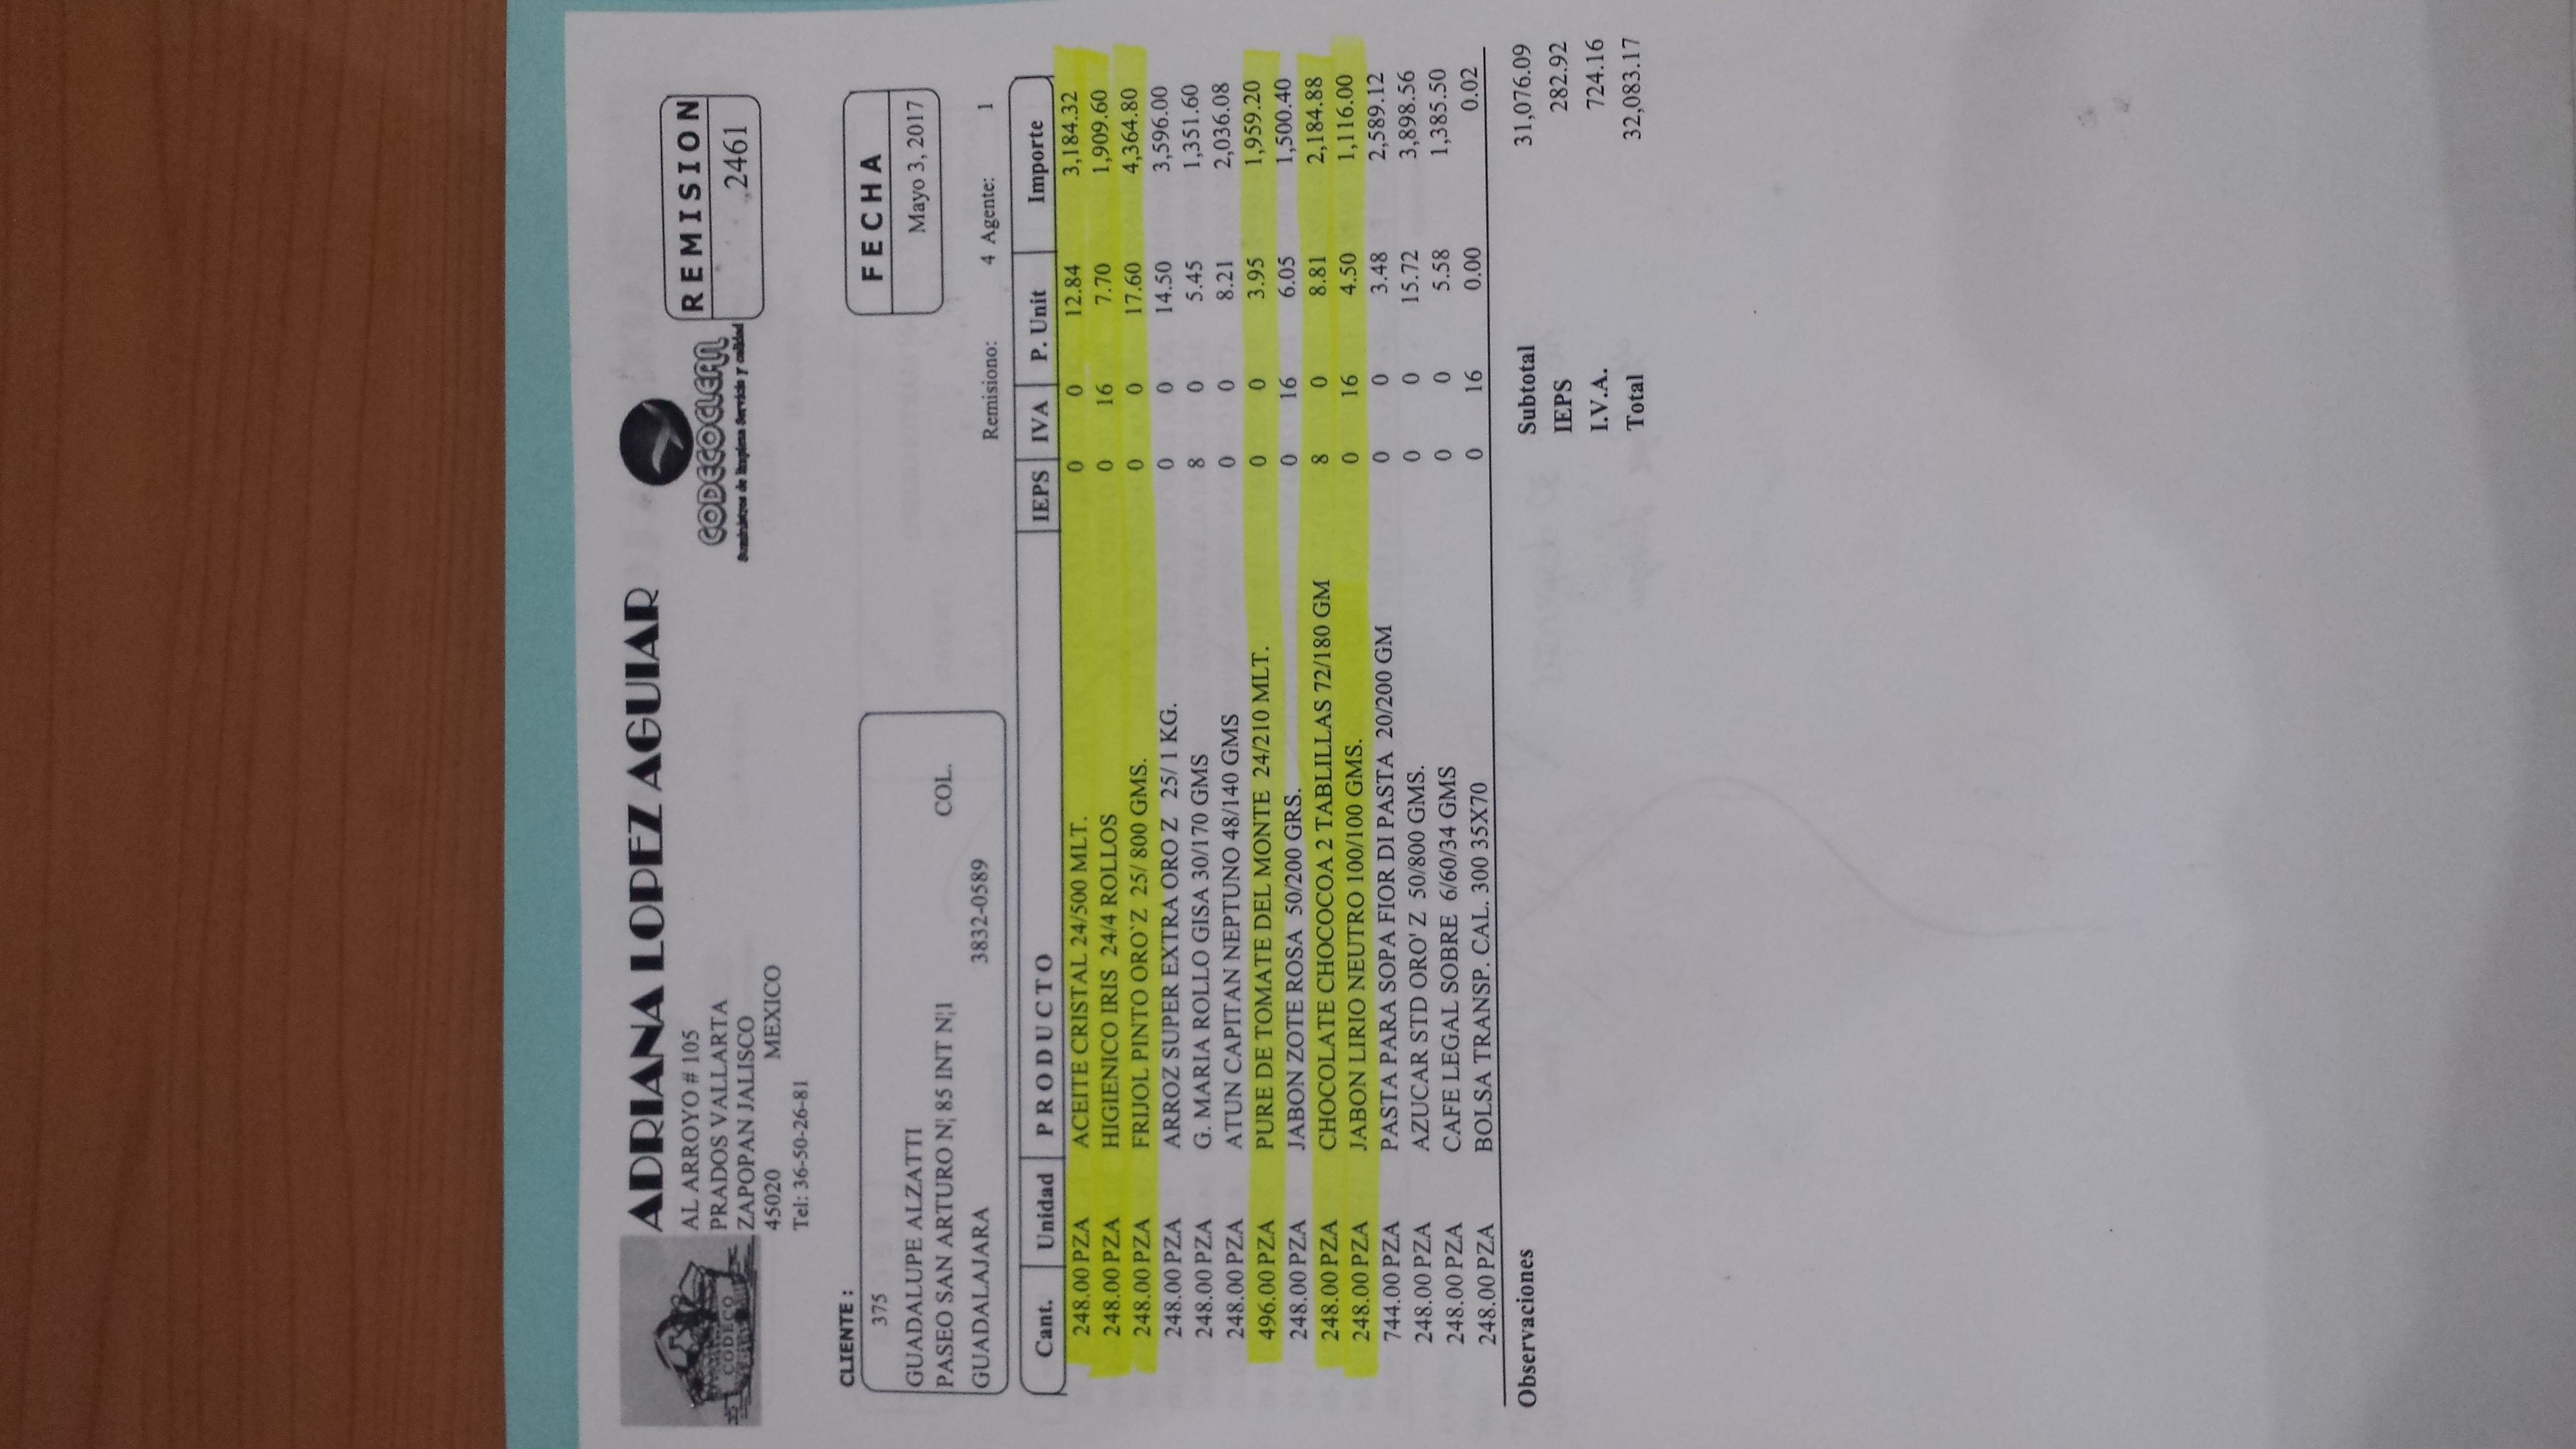 ADRIANA LOPEZ AGUIAR
AL ARROYO # 105
PRADOS VALLARTA
ZAPOPAN JALISCO
45020 MEXICO
Tel: 36-50-26-81
CODECO
CODECOCLEAN
Suministros de limpieza Servicio y calidad
REMISION
2461
CLIENTE :
375
GUADALUPE ALZATTI
PASEO SAN ARTURO N¦ 85 INT N¦1 COL.
GUADALAJARA 3832-0589
FECHA
Mayo 3, 2017
Remisiono: 4 Agente: 1
Cant. Unidad PRODUCTO IEPS IVA P. Unit Importe
248.00 PZA ACEITE CRISTAL 24/500 MLT. 0 0 12.84 3,184.32
248.00 PZA HIGIENICO IRIS 24/4 ROLLOS 0 16 7.70 1,909.60
248.00 PZA FRIJOL PINTO ORO`Z 25/ 800 GMS. 0 0 17.60 4,364.80
248.00 PZA ARROZ SUPER EXTRA ORO Z 25/ 1 KG. 0 0 14.50 3,596.00
248.00 PZA G. MARIA ROLLO GISA 30/170 GMS 8 0 5.45 1,351.60
248.00 PZA ATUN CAPITAN NEPTUNO 48/140 GMS 0 0 8.21 2,036.08
496.00 PZA PURE DE TOMATE DEL MONTE 24/210 MLT. 0 0 3.95 1,959.20
248.00 PZA JABON ZOTE ROSA 50/200 GRS. 0 16 6.05 1,500.40
248.00 PZA CHOCOLATE CHOCOCOA 2 TABLILLAS 72/180 GM 8 0 8.81 2,184.88
248.00 PZA JABON LIRIO NEUTRO 100/100 GMS. 0 16 4.50 1,116.00
744.00 PZA PASTA PARA SOPA FIOR DI PASTA 20/200 GM 0 0 3.48 2,589.12
248.00 PZA AZUCAR STD ORO' Z 50/800 GMS. 0 0 15.72 3,898.56
248.00 PZA CAFE LEGAL SOBRE 6/60/34 GMS 0 0 5.58 1,385.50
248.00 PZA BOLSA TRANSP. CAL. 300 35X70 0 16 0.00 0.02
Observaciones
Subtotal 31,076.09
IEPS 282.92
I.V.A. 724.16
Total 32,083.17